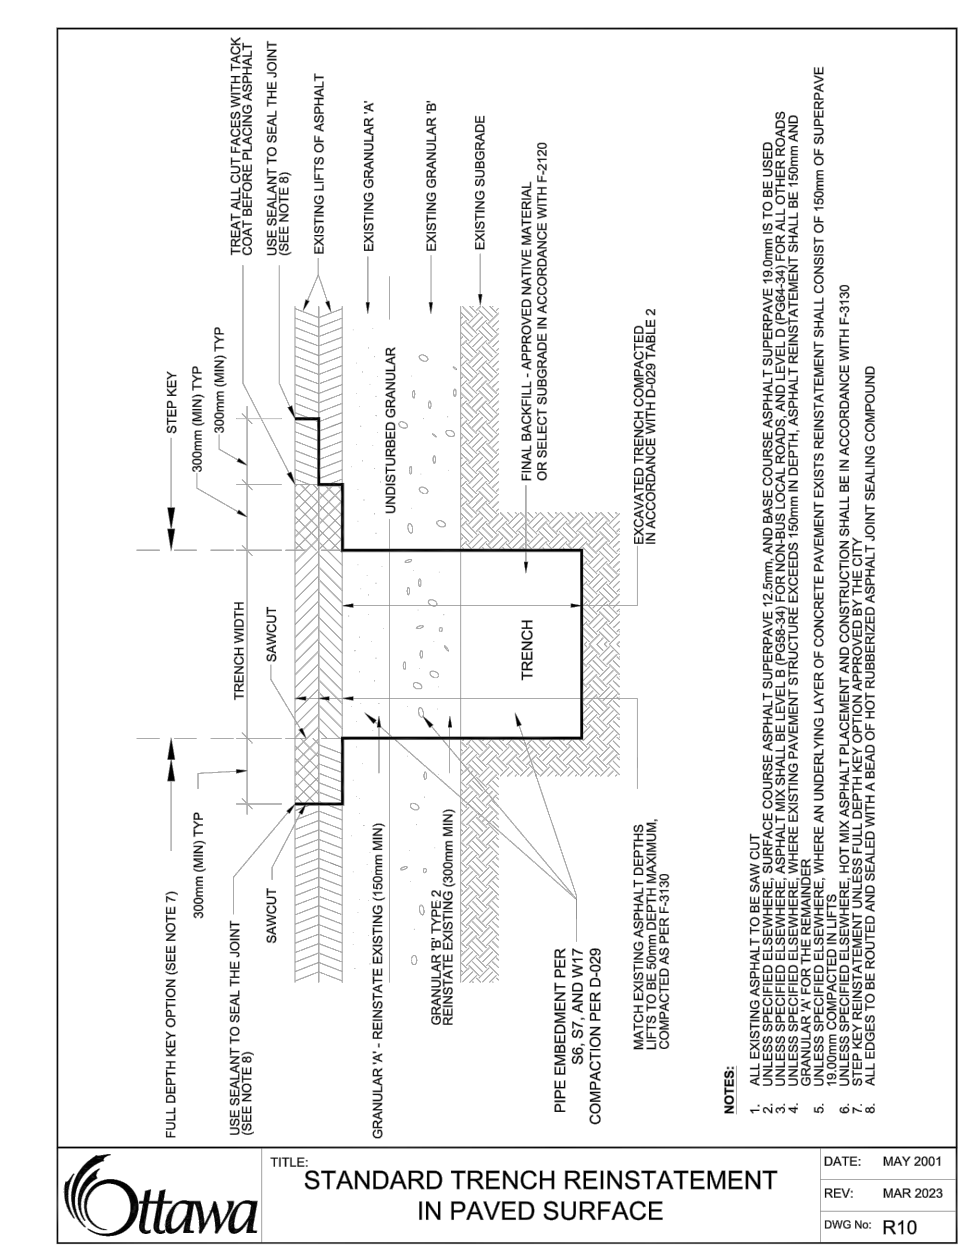 FULL DEPTH KEY OPTION (SEE NOTE 7)
STEP KEY
300mm (MIN) TYP
300mm (MIN) TYP
300mm (MIN) TYP
TRENCH WIDTH
USE SEALANT TO SEAL THE JOINT
(SEE NOTE 8)
SAWCUT
SAWCUT
TREAT ALL CUT FACES WITH TACK
COAT BEFORE PLACING ASPHALT
USE SEALANT TO SEAL THE JOINT
(SEE NOTE 8)
EXISTING LIFTS OF ASPHALT
GRANULAR 'A' - REINSTATE EXISTING (150mm MIN)
UNDISTURBED GRANULAR
EXISTING GRANULAR 'A'
GRANULAR 'B' TYPE 2
REINSTATE EXISTING (300mm MIN)
EXISTING GRANULAR 'B'
EXISTING SUBGRADE
TRENCH
FINAL BACKFILL - APPROVED NATIVE MATERIAL
OR SELECT SUBGRADE IN ACCORDANCE WITH F-2120
PIPE EMBEDMENT PER
S6, S7, AND W17
COMPACTION PER D-029
MATCH EXISTING ASPHALT DEPTHS
LIFTS TO BE 50mm DEPTH MAXIMUM,
COMPACTED AS PER F-3130
EXCAVATED TRENCH COMPACTED
IN ACCORDANCE WITH D-029 TABLE 2
NOTES:
1. ALL EXISTING ASPHALT TO BE SAW CUT
2. UNLESS SPECIFIED ELSEWHERE, SURFACE COURSE ASPHALT SUPERPAVE 12.5mm, AND BASE COURSE ASPHALT SUPERPAVE 19.0mm IS TO BE USED
3. UNLESS SPECIFIED ELSEWHERE, ASPHALT MIX SHALL BE LEVEL B (PG58-34) FOR NON-BUS LOCAL ROADS, AND LEVEL D (PG64-34) FOR ALL OTHER ROADS
4. UNLESS SPECIFIED ELSEWHERE, WHERE EXISTING PAVEMENT STRUCTURE EXCEEDS 150mm IN DEPTH, ASPHALT REINSTATEMENT SHALL BE 150mm AND
GRANULAR 'A' FOR THE REMAINDER
5. UNLESS SPECIFIED ELSEWHERE, WHERE AN UNDERLYING LAYER OF CONCRETE PAVEMENT EXISTS REINSTATEMENT SHALL CONSIST OF 150mm OF SUPERPAVE
19.00mm COMPACTED IN LIFTS
6. UNLESS SPECIFIED ELSEWHERE, HOT MIX ASPHALT PLACEMENT AND CONSTRUCTION SHALL BE IN ACCORDANCE WITH F-3130
7. STEP KEY REINSTATEMENT UNLESS FULL DEPTH KEY OPTION APPROVED BY THE CITY
8. ALL EDGES TO BE ROUTED AND SEALED WITH A BEAD OF HOT RUBBERIZED ASPHALT JOINT SEALING COMPOUND
Ottawa
TITLE:
STANDARD TRENCH REINSTATEMENT
IN PAVED SURFACE
DATE: MAY 2001
REV: MAR 2023
DWG No: R10